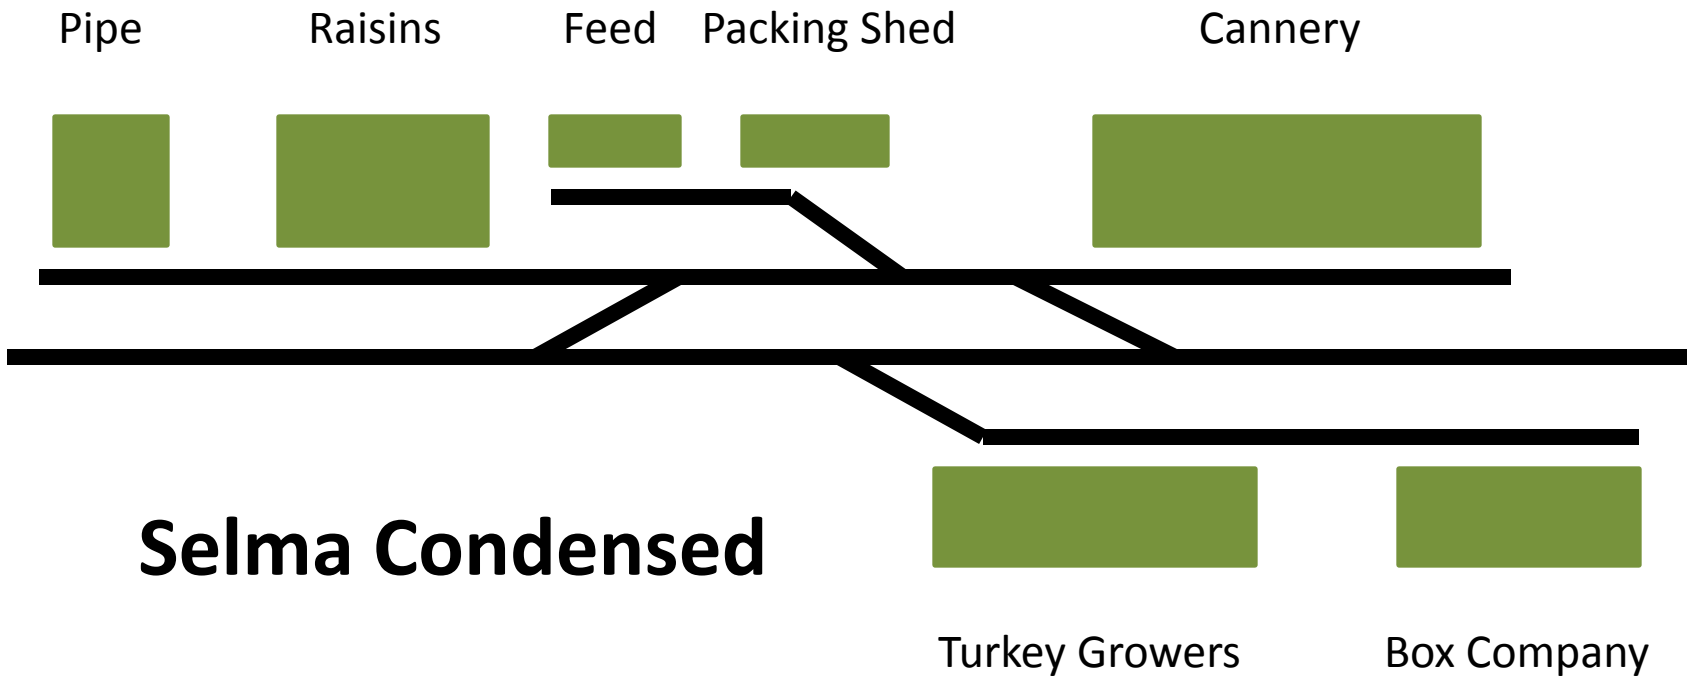 Pipe Raisins Feed Packing Shed Cannery
Selma Condensed
Turkey Growers Box Company